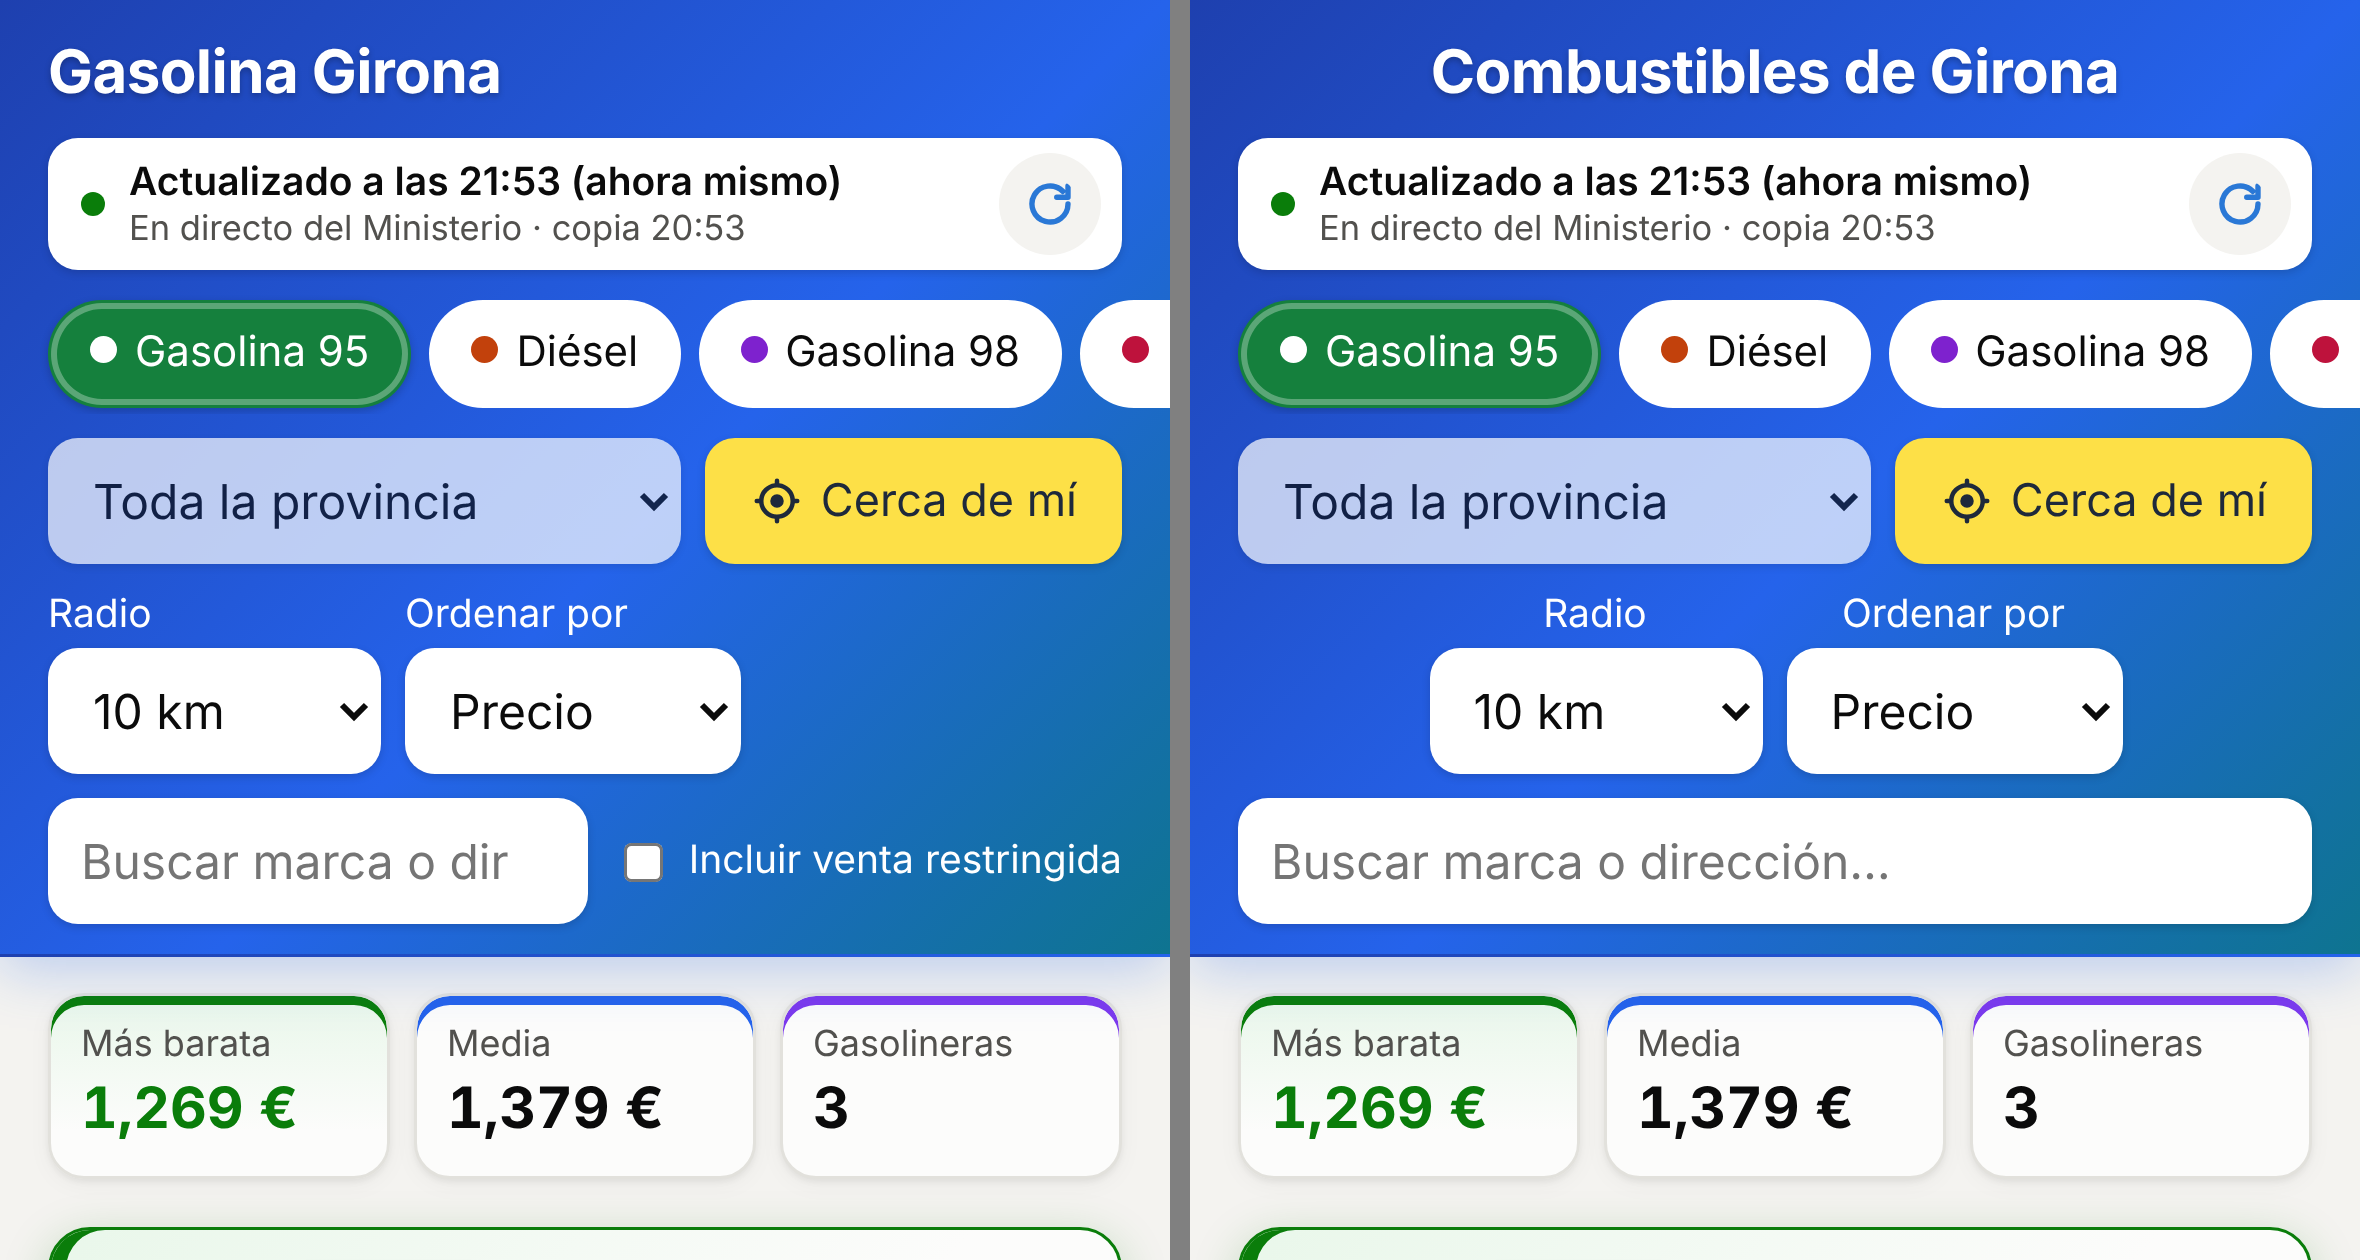 Gasolina Girona
Actualizado a las 21:53 (ahora mismo)
En directo del Ministerio · copia 20:53
Gasolina 95
Diésel
Gasolina 98
Toda la provincia
Cerca de mí
Radio
Ordenar por
10 km
Precio
Buscar marca o dir
Incluir venta restringida
Más barata
Media
Gasolineras
1,269 €
1,379 €
3
Combustibles de Girona
Actualizado a las 21:53 (ahora mismo)
En directo del Ministerio · copia 20:53
Gasolina 95
Diésel
Gasolina 98
Toda la provincia
Cerca de mí
Radio
Ordenar por
10 km
Precio
Buscar marca o dirección...
Más barata
Media
Gasolineras
1,269 €
1,379 €
3